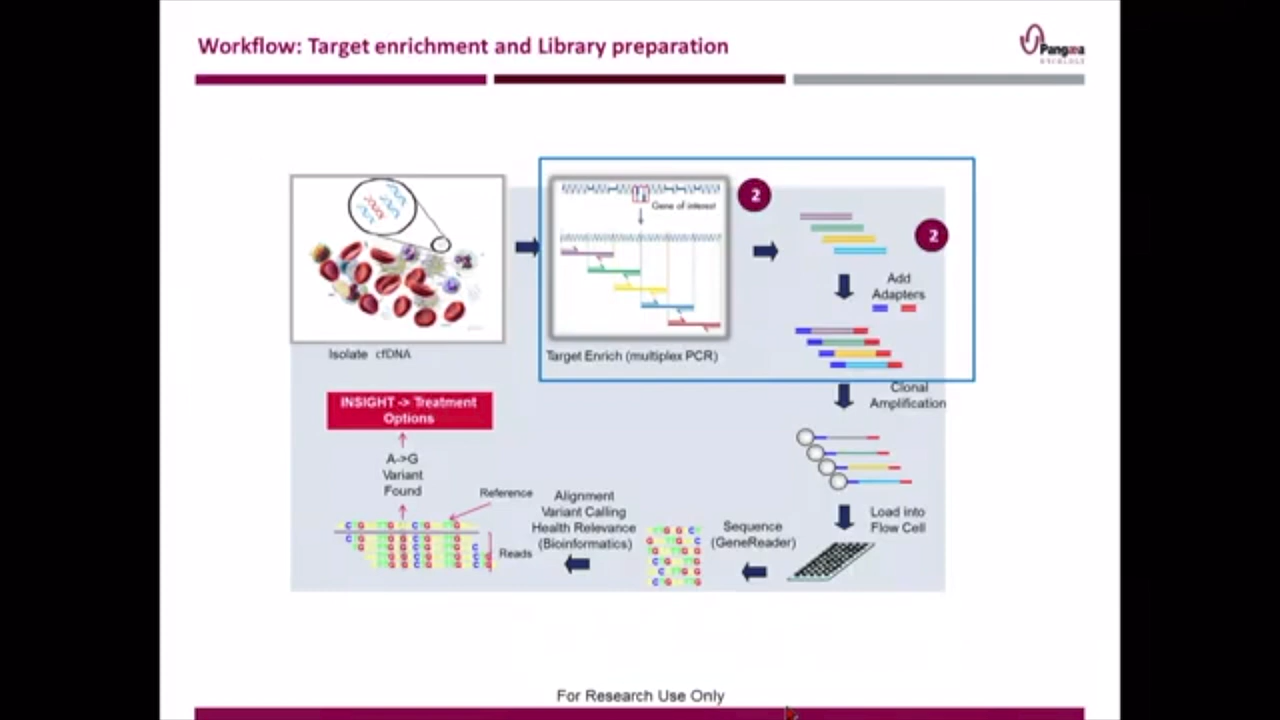 Workflow: Target enrichment and Library preparation
Pangaea
ONCOLOGY
2
Gene of interest
2
Add
Adapters
Isolate cfDNA
Target Enrich (multiplex PCR)
Clonal
Amplification
INSIGHT -> Treatment
Options
A->G
Variant
Found
Reference
Alignment
Variant Calling
Health Relevance
(Bioinformatics)
Reads
Sequence
(GeneReader)
Load into
Flow Cell
For Research Use Only